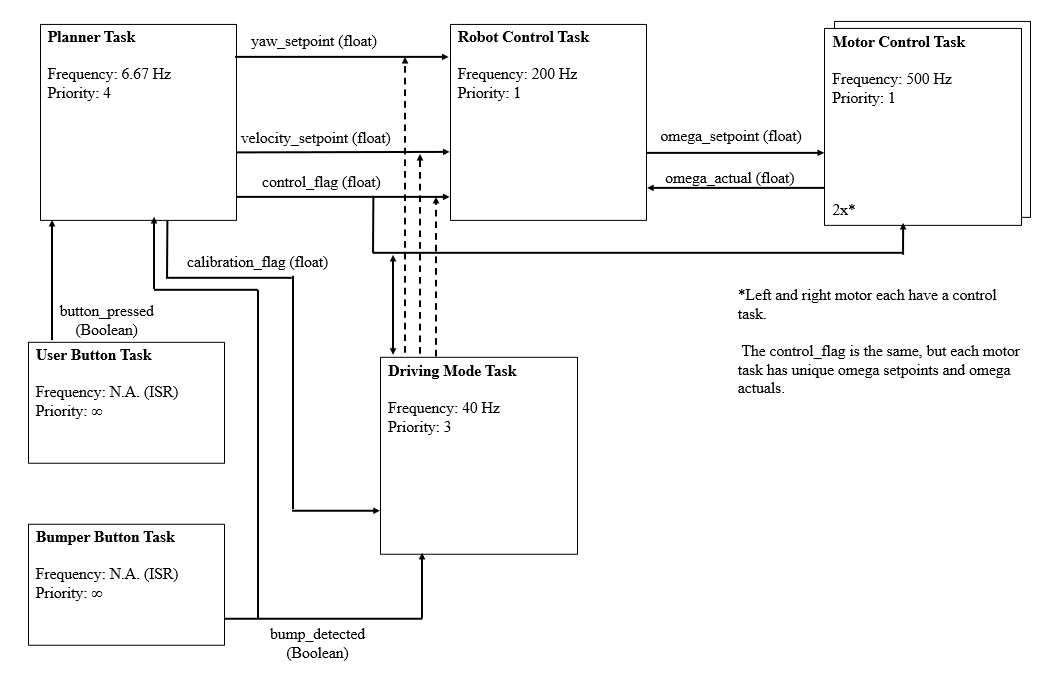 Planner Task
Frequency: 6.67 Hz
Priority: 4
yaw_setpoint (float)
velocity_setpoint (float)
control_flag (float)
Robot Control Task
Frequency: 200 Hz
Priority: 1
omega_setpoint (float)
omega_actual (float)
Motor Control Task
Frequency: 500 Hz
Priority: 1
2x*
calibration_flag (float)
button_pressed
(Boolean)
*Left and right motor each have a control
task.
The control_flag is the same, but each motor
task has unique omega setpoints and omega
actuals.
User Button Task
Frequency: N.A. (ISR)
Priority: ∞
Driving Mode Task
Frequency: 40 Hz
Priority: 3
Bumper Button Task
Frequency: N.A. (ISR)
Priority: ∞
bump_detected
(Boolean)